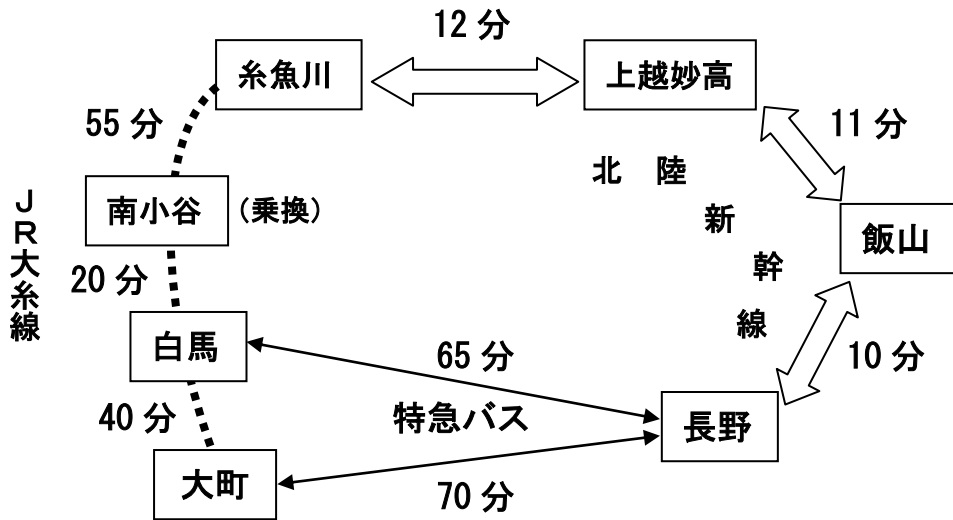 12 分
糸魚川
上越妙高
55 分
11 分
北 陸
新
幹
線
JR大糸線
南小谷
(乗換)
飯山
20 分
白馬
65 分
10 分
40 分
特急バス
長野
大町
70 分